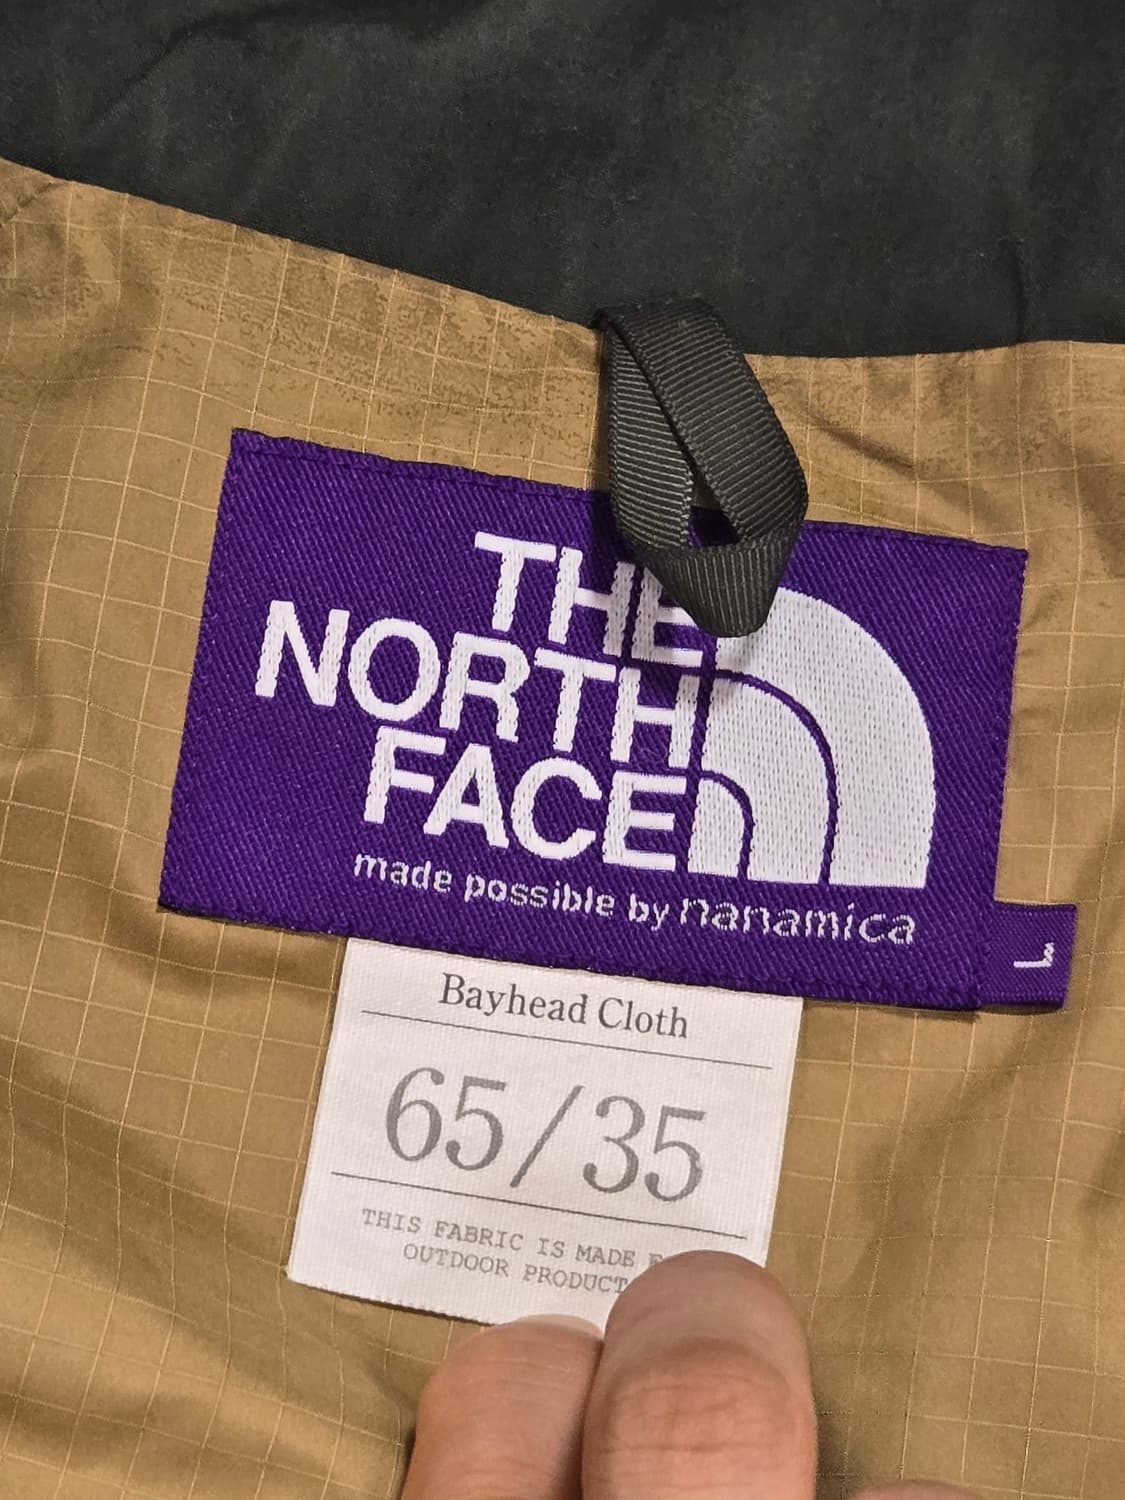 THE
NORTH
FACE
made possible by nanamica
L
Bayhead Cloth
65/35
THIS FABRIC IS MADE
OUTDOOR PRODUCT